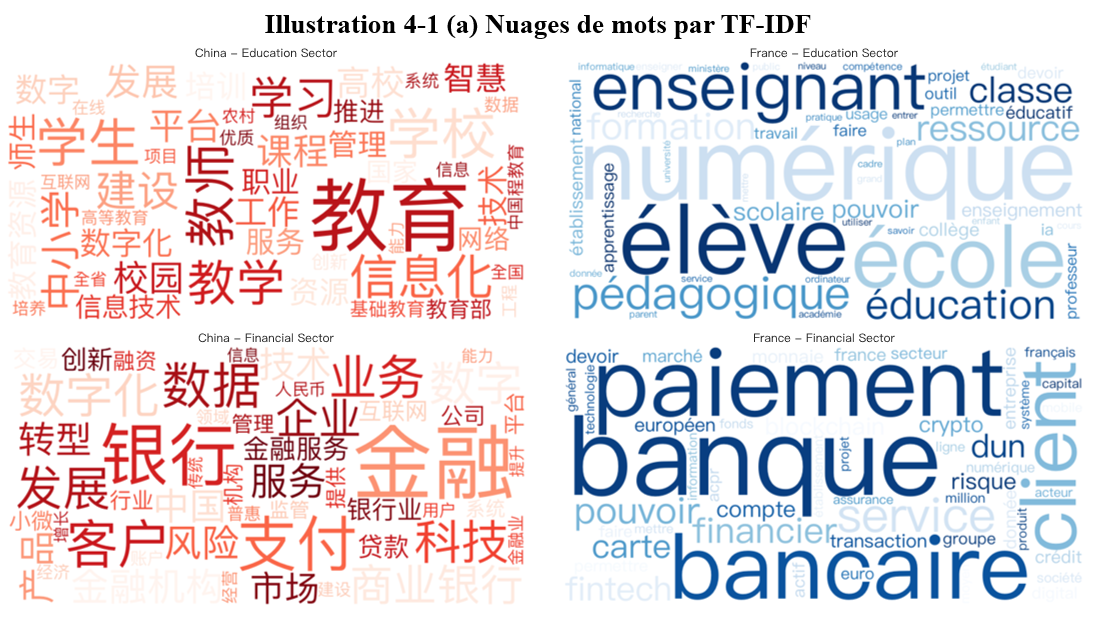 Illustration 4-1 (a) Nuages de mots par TF-IDF
China – Education Sector
数字
发展
培训
学习
高校
系统
智慧
在线
推进
数据
师生
学生
平台
农村
组织
优质
学校
项目
课程
管理
国家
信息
教育资源
互联网
建设
教师
职业
教育
技术
中国程教育
中小学
高等教育
工作
数字化
服务
能力
网络
创新
全省
校园
教学
资源
信息化
全国
培养
信息技术
基础教育
教育部
工程
France – Education Sector
informatique
enseigner
ministère
public
niveau
compétence
étudiant
devoir
national
enseignant
projet
outil
classe
recherche
pratique
usage
entrer
permettre
éducatif
formation
travail
faire
ressource
plan
numérique
université
cadre
grand
mettre
établissement
apprentissage
scolaire
pouvoir
enseignement
utiliser
enfant
élève
savoir
collège
ia
cours
école
donnée
service
ordinateur
professeur
pédagogique
parent
académie
éducation
China – Financial Sector
交易
创新
融资
信息
技术
能力
数字化
数据
人民币
业务
数字
领域
管理
企业
互联网
公司
平台
转型
银行
金融服务
金融
传统
机构
服务
提供
提升
发展
行业
中国
监管
银行业
用户
系统
小微
增长
普惠
客户
风险
支付
贷款
科技
金融业
产品
经济
账户
金融机构
经营
市场
建设
商业银行
France – Financial Sector
devoir
marché
monnaie
france
secteur
français
général
technologie
paiement
entreprise
système
capital
mobile
européen
fonds
blockchain
crypto
client
banque
projet
ligne
dun
information
acpr
numérique
risque
établissement
acteur
assurance
million
pouvoir
compte
service
donnée
produit
faire
mettre
financier
carte
transaction
groupe
crédit
permettre
bancaire
fintech
actif
euro
société
digital